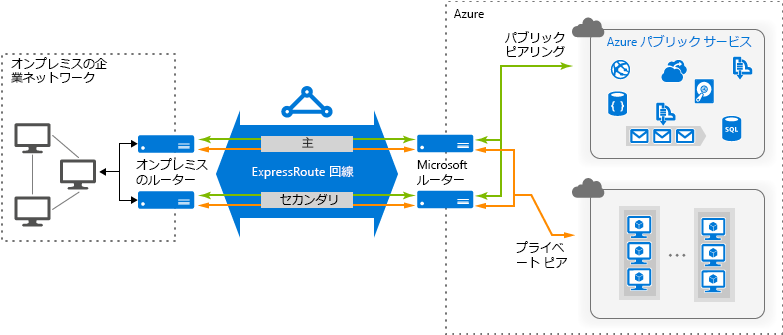 Azure
オンプレミスの企
業ネットワーク
パブリック
ピアリング
Azure パブリック サービス
主
オンプレミス
のルーター
ExpressRoute 回線
Microsoft
ルーター
セカンダリ
SQL
プライベ
ート ピア